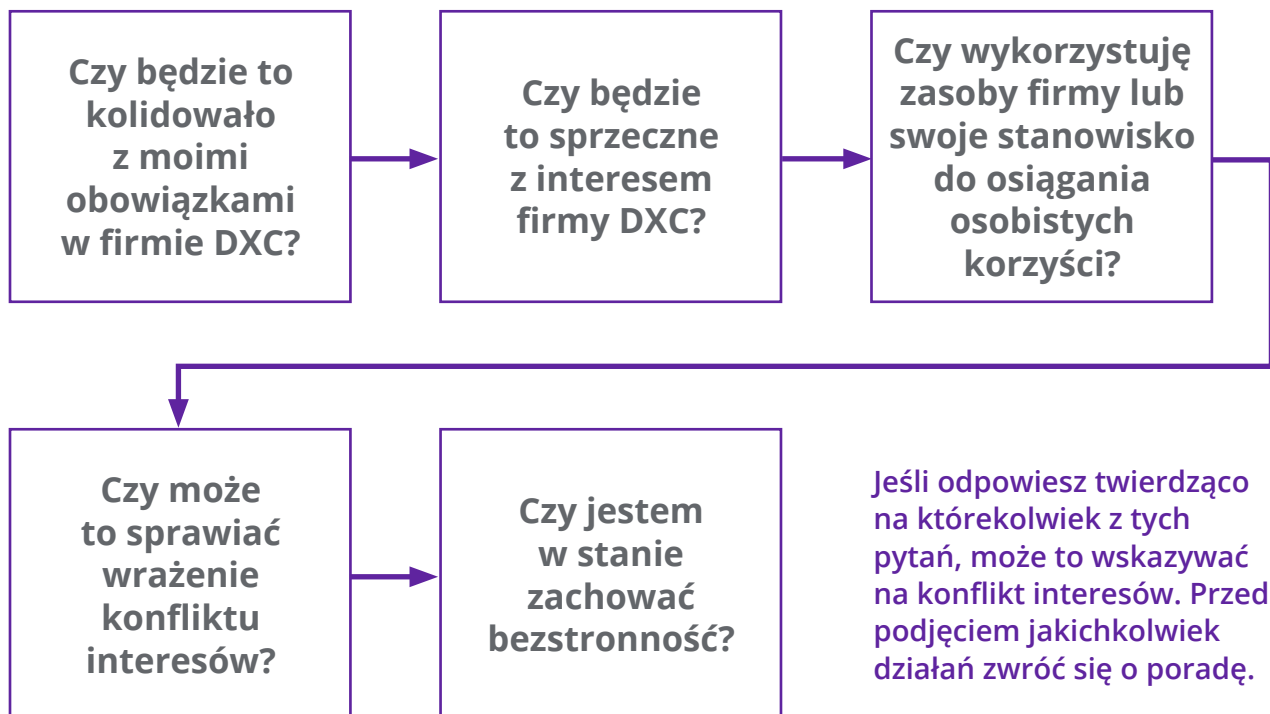 Czy będzie to
kolidowało
z moimi
obowiązkami
w firmie DXC?
Czy będzie
to sprzeczne
z interesem
firmy DXC?
Czy wykorzystuję
zasoby firmy lub
swoje stanowisko
do osiągania
osobistych
korzyści?
Czy może
to sprawiać
wrażenie
konfliktu
interesów?
Czy jestem
w stanie
zachować
bezstronność?
Jeśli odpowiesz twierdząco
na którekolwiek z tych
pytań, może to wskazywać
na konflikt interesów. Przed
podjęciem jakichkolwiek
działań zwróć się o poradę.